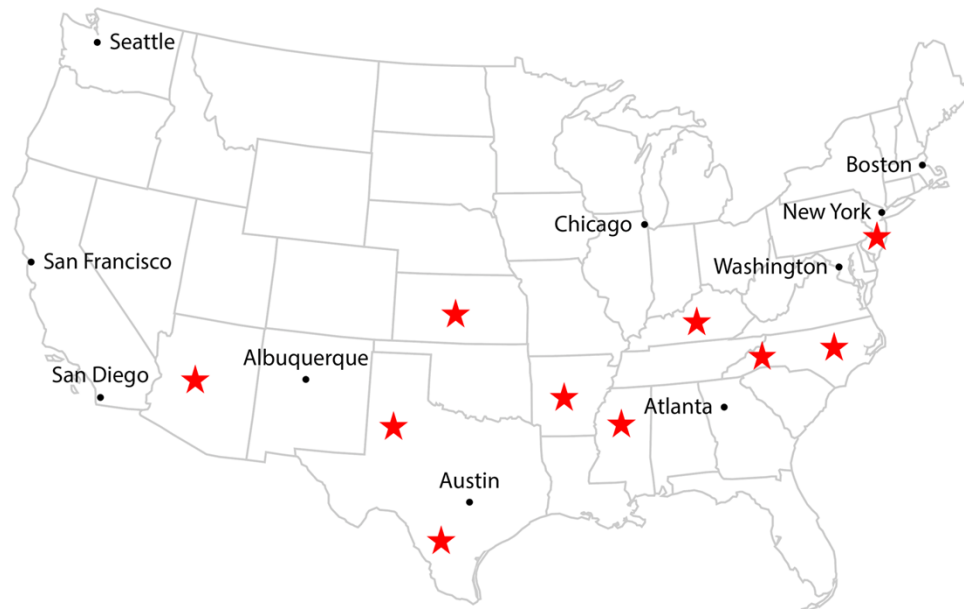 Seattle
Boston
New York
Chicago
San Francisco
Washington
Albuquerque
San Diego
Atlanta
Austin